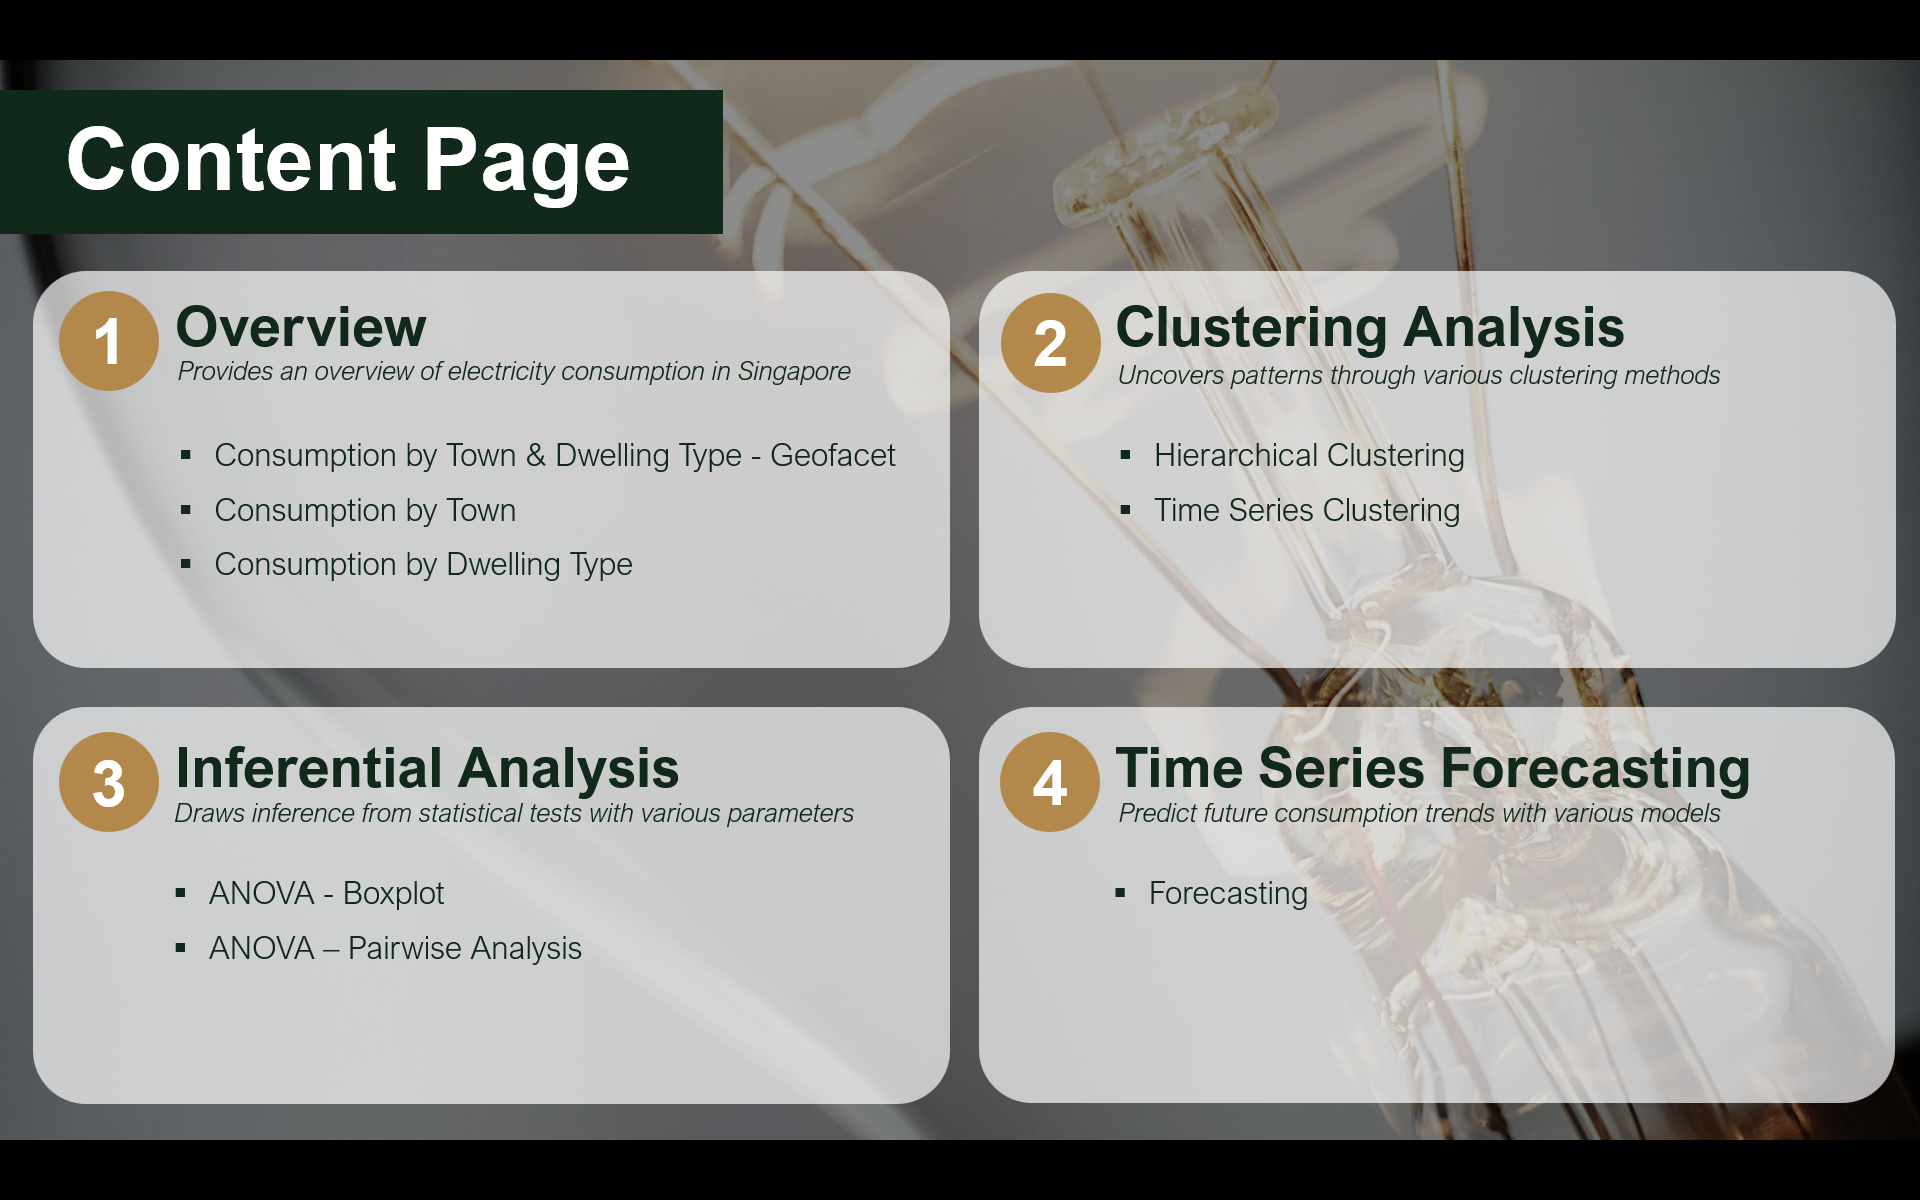 Content Page
1
Overview
Provides an overview of electricity consumption in Singapore
▪ Consumption by Town & Dwelling Type - Geofacet
▪ Consumption by Town
▪ Consumption by Dwelling Type
2
Clustering Analysis
Uncovers patterns through various clustering methods
▪ Hierarchical Clustering
▪ Time Series Clustering
3
Inferential Analysis
Draws inference from statistical tests with various parameters
▪ ANOVA - Boxplot
▪ ANOVA – Pairwise Analysis
4
Time Series Forecasting
Predict future consumption trends with various models
▪ Forecasting